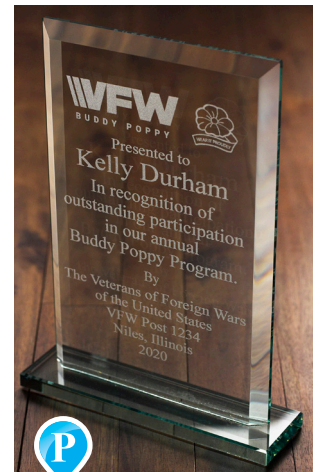 VFW
BUDDY POPPY
Presented to
Kelly Durham
In recognition of
outstanding participation
in our annual
Buddy Poppy Program.
By
The Veterans of Foreign Wars
of the United States
VFW Post 1234
Niles, Illinois
2020
P